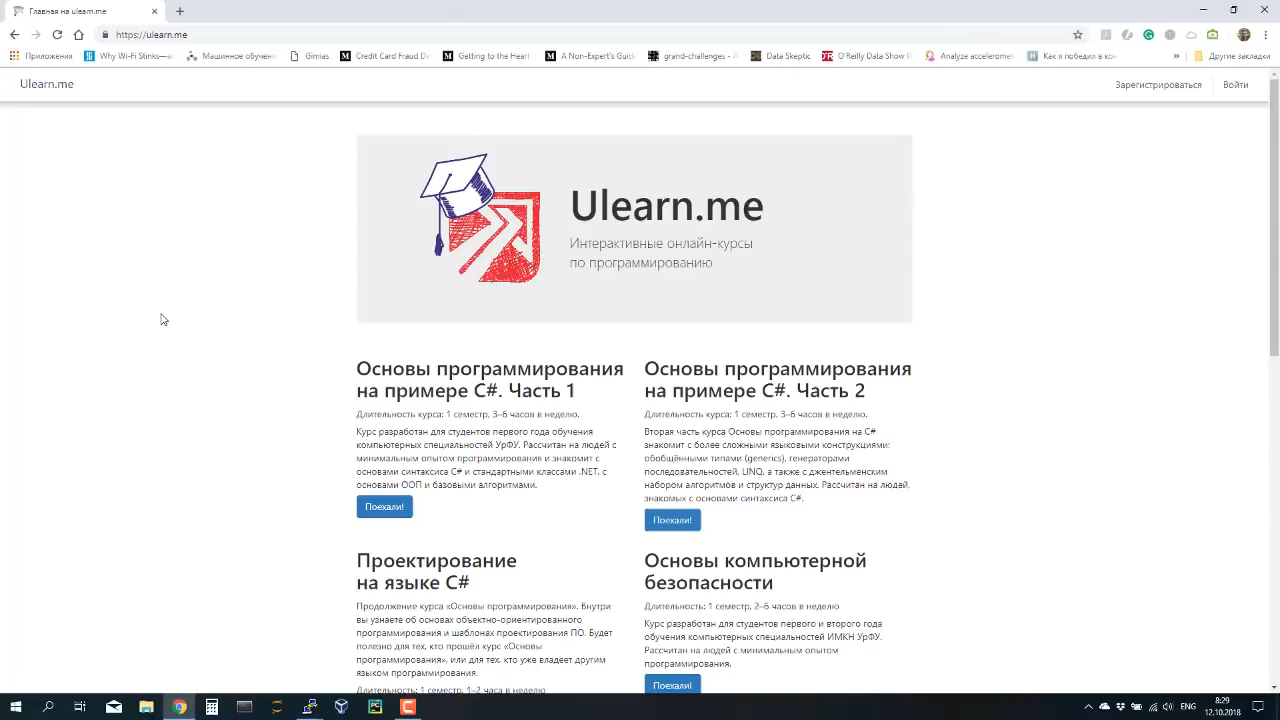 Главная на ulearn.me
https://ulearn.me
Приложения
Why Wi-Fi Stinks—a
Машинное обучени
Gimias
Credit Card Fraud De
Getting to the Heart
A Non-Expert's Guid
grand-challenges - A
Data Skeptic
O'Reilly Data Show P
Analyze acceleromet
Как я победил в кон
»
Другие закладки
Ulearn.me
Зарегистрироваться
Войти
Ulearn.me
Интерактивные онлайн-курсы
по программированию
Основы программирования
на примере C#. Часть 1
Длительность курса: 1 семестр, 3–6 часов в неделю.
Курс разработан для студентов первого года обучения
компьютерных специальностей УрФУ. Рассчитан на людей с
минимальным опытом программирования и знакомит с
основами синтаксиса C# и стандартными классами .NET, с
основами ООП и базовыми алгоритмами.
Поехали!
Основы программирования
на примере C#. Часть 2
Длительность курса: 1 семестр, 3–6 часов в неделю.
Вторая часть курса Основы программирования на C#
знакомит с более сложными языковыми конструкциями:
обобщёнными типами (generics), генераторами
последовательностей, LINQ, а также с джентельменским
набором алгоритмов и структур данных. Рассчитан на людей,
знакомых с основами синтаксиса C#.
Поехали!
Проектирование
на языке C#
Продолжение курса «Основы программирования». Внутри
вы узнаете об основах объектно-ориентированного
программирования и шаблонах проектирования ПО. Будет
полезно для тех, кто прошёл курс «Основы
программирования», или для тех, кто уже владеет другим
языком программирования.
Длительность: 1 семестр, 1–2 часа в неделю
Основы компьютерной
безопасности
Длительность: 1 семестр, 2–6 часов в неделю
Курс разработан для студентов первого и второго года
обучения компьютерных специальностей ИМКН УрФУ.
Рассчитан на людей с минимальным опытом
программирования.
Поехали!
8:29
12.10.2018